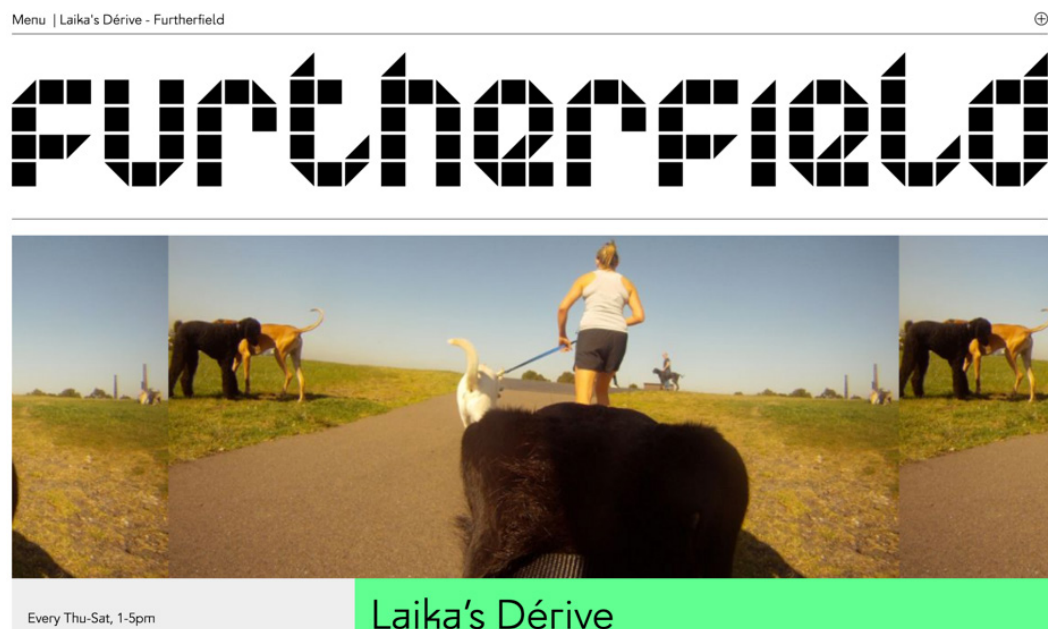 Menu | Laika's Dérive - Furtherfield
furtherfield
Every Thu-Sat, 1-5pm
Laika's Dérive